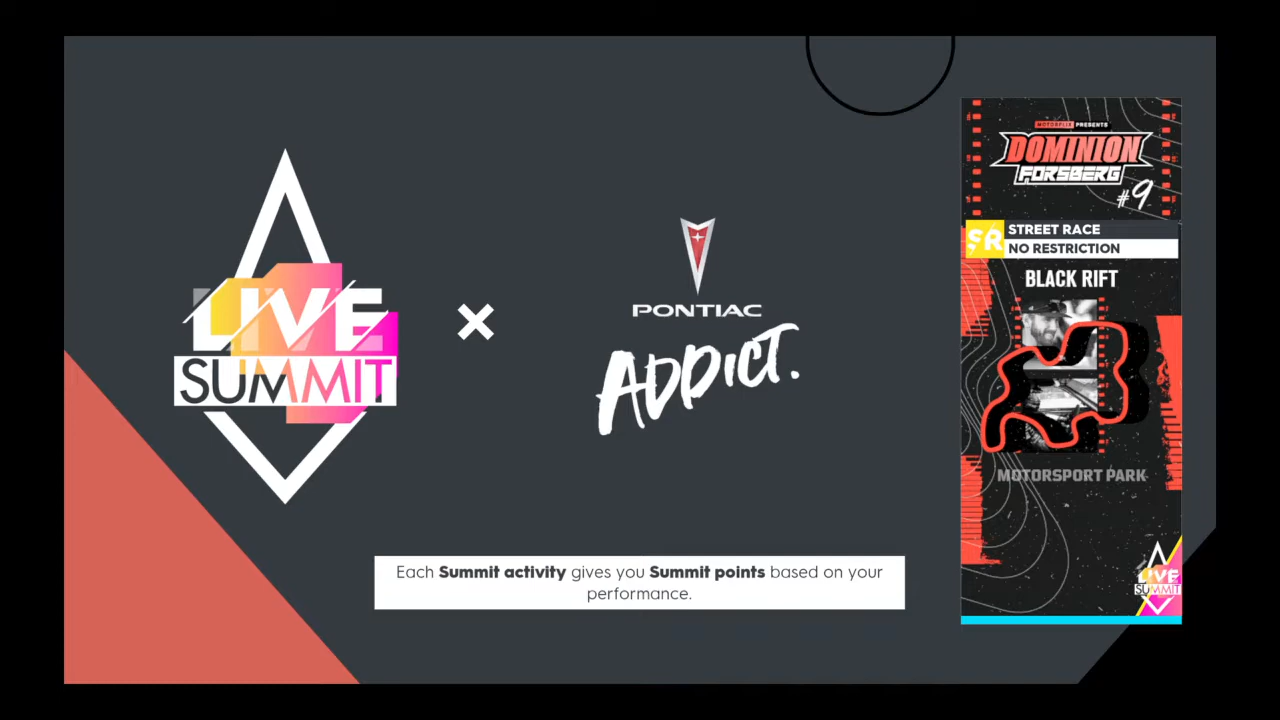 LIVE
SUMMIT
×
PONTIAC
ADDICT.
Each Summit activity gives you Summit points based on your
performance.
MOTORFLIX PRESENTS
DOMINION
FORSBERG
#9
SR
STREET RACE
NO RESTRICTION
BLACK RIFT
MOTORSPORT PARK
LIVE
SUMMIT